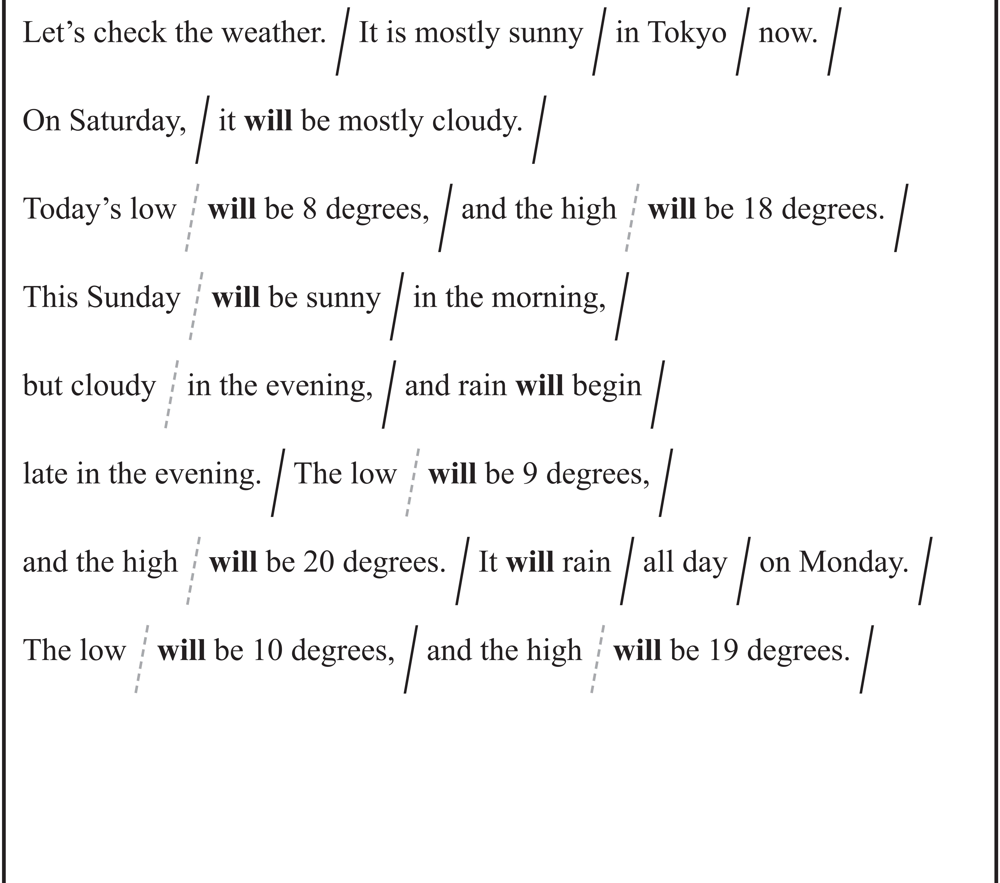 Let’s check the weather. / It is mostly sunny / in Tokyo / now. /
On Saturday, / it will be mostly cloudy. /
Today’s low / will be 8 degrees, / and the high / will be 18 degrees. /
This Sunday / will be sunny / in the morning, /
but cloudy / in the evening, / and rain will begin /
late in the evening. / The low / will be 9 degrees, /
and the high / will be 20 degrees. / It will rain / all day / on Monday. /
The low / will be 10 degrees, / and the high / will be 19 degrees. /